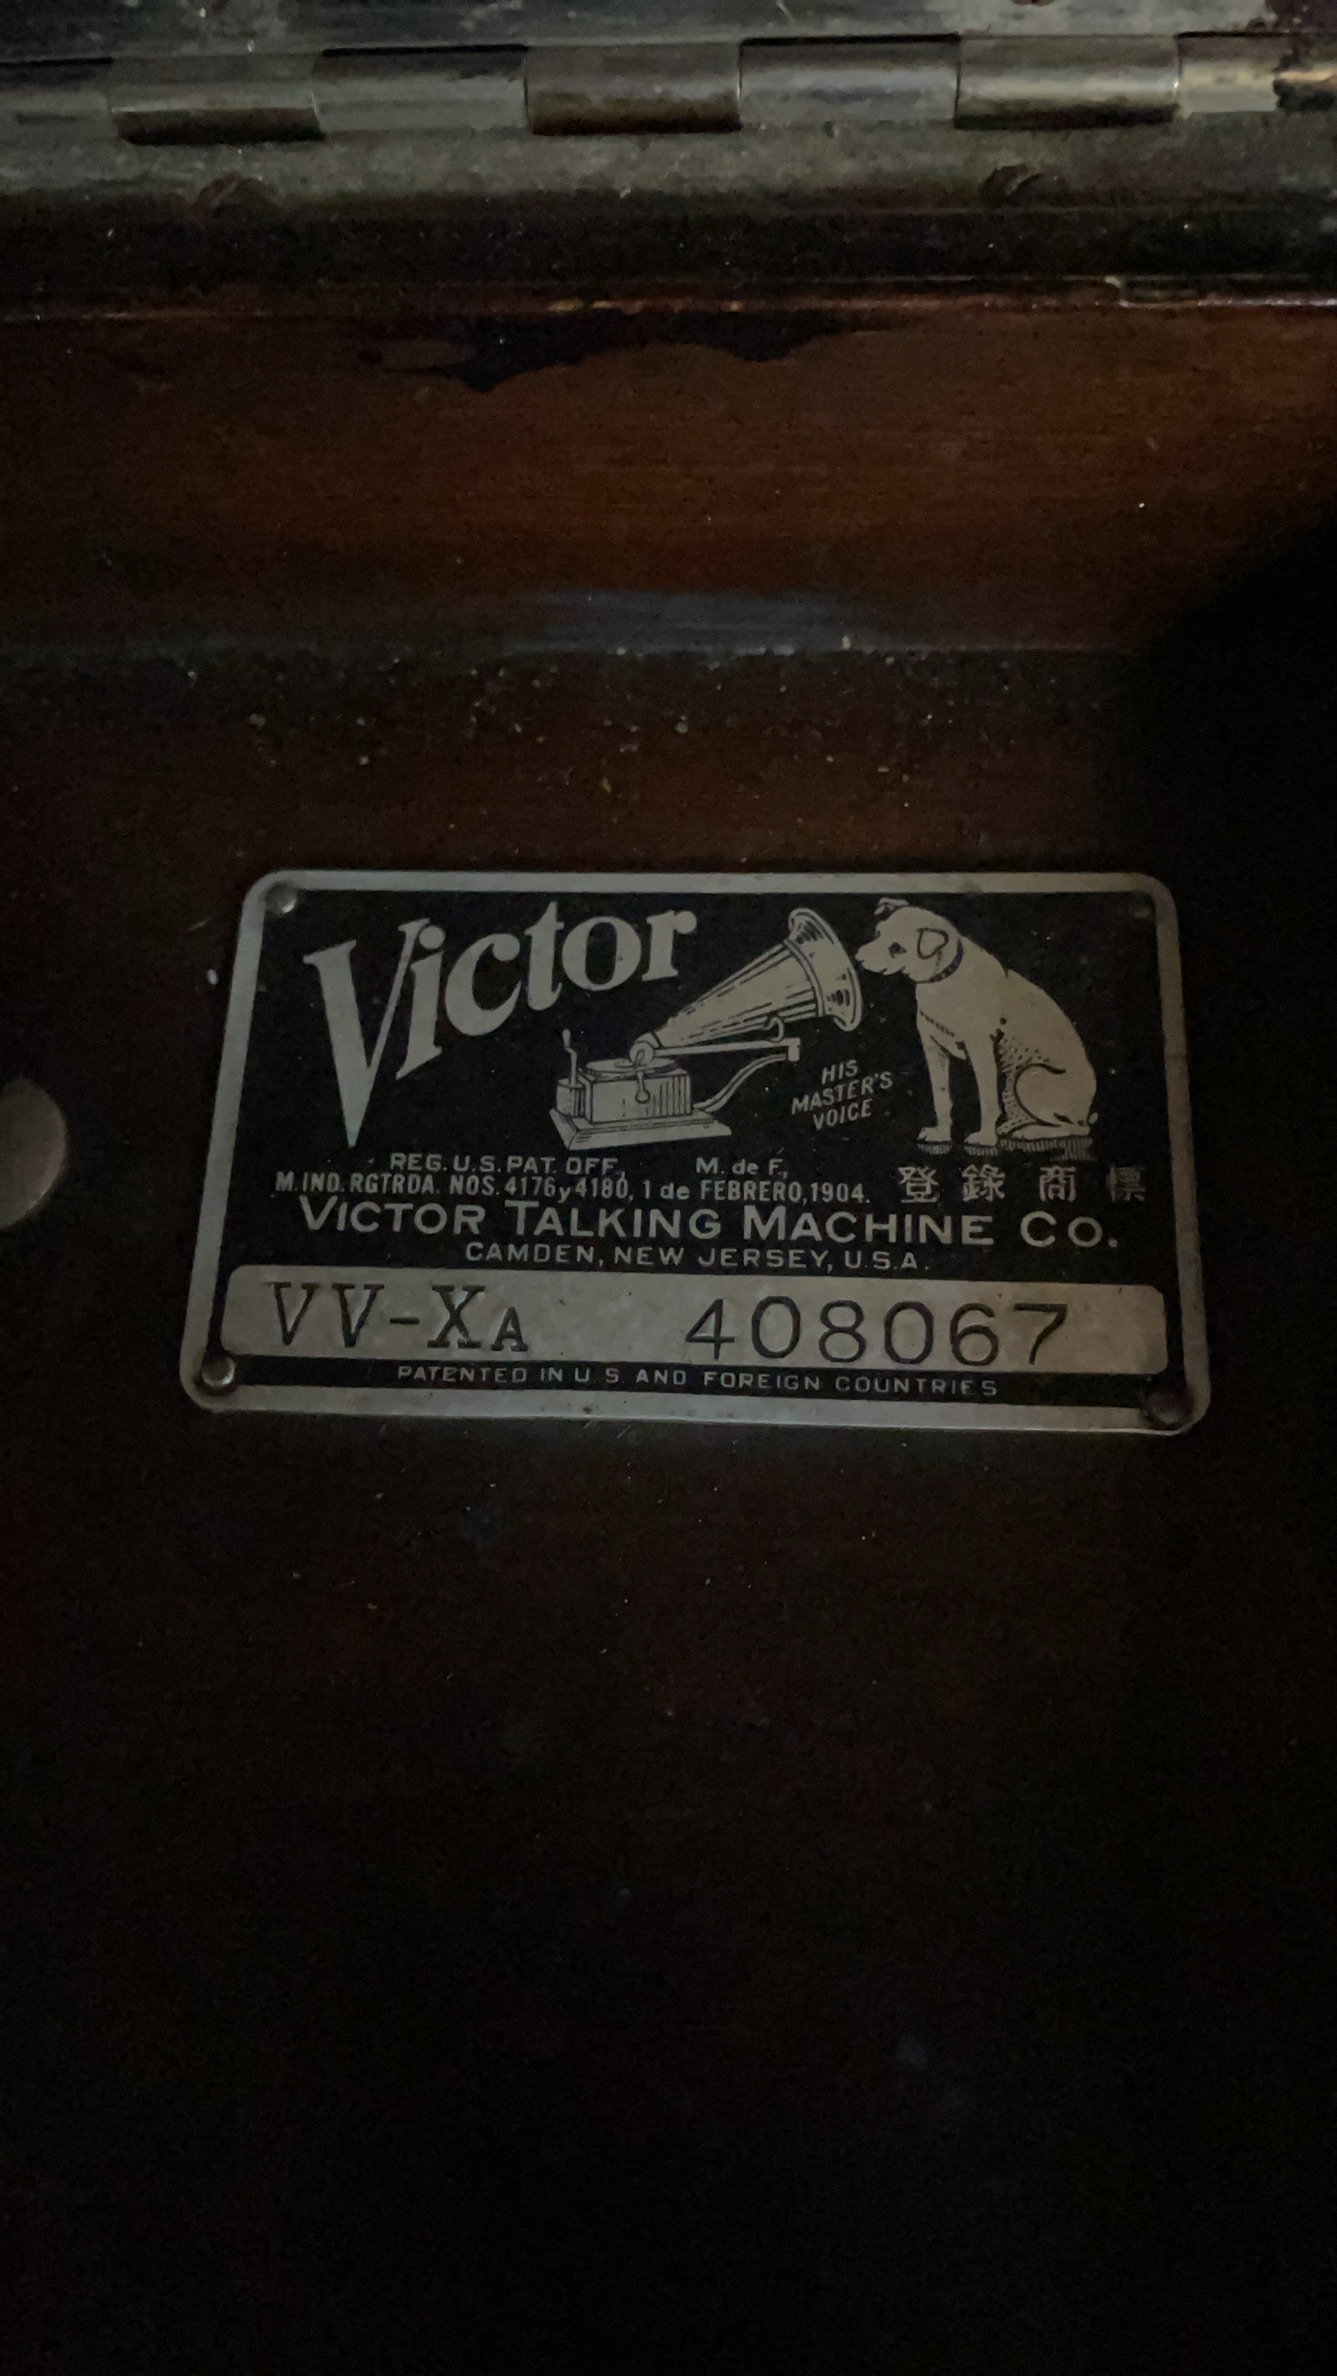 Victor
HIS
MASTER'S
VOICE
REG. U.S. PAT. OFF., M. de F.,
M. IND. RGTRDA. NOS. 4176 y 4180, 1 de FEBRERO, 1904. 登錄商標
VICTOR TALKING MACHINE CO.
CAMDEN, NEW JERSEY, U.S.A.
VV-XA 408067
PATENTED IN U.S. AND FOREIGN COUNTRIES